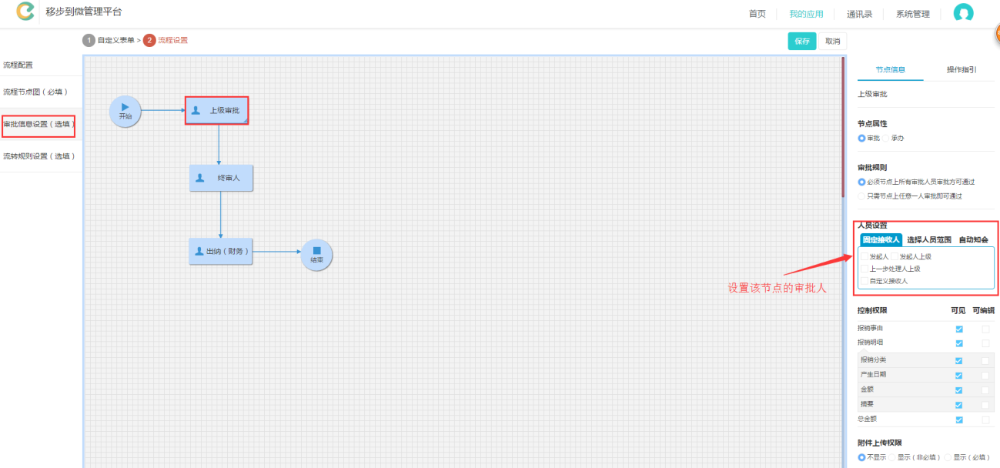 移步到微管理平台
首页 我的应用 通讯录 系统管理
1 自定义表单 > 2 流程设置
保存 取消
流程配置
流程节点图（必填）
审批信息设置（选填）
流转规则设置（选填）
开始
上级审批
终审人
出纳（财务）
结束
设置该节点的审批人
节点信息 操作指引
上级审批
节点属性
审批 承办
审批规则
必须节点上所有审批人员审批方可通过
只需节点上任意一人审批即可通过
人员设置
固定接收人 选择人员范围 自动知会
发起人 发起人上级
上一步处理人上级
自定义接收人
控制权限 可见 可编辑
报销事由
报销明细
报销分类
产生日期
金额
摘要
总金额
附件上传权限
不显示 显示（非必填） 显示（必填）